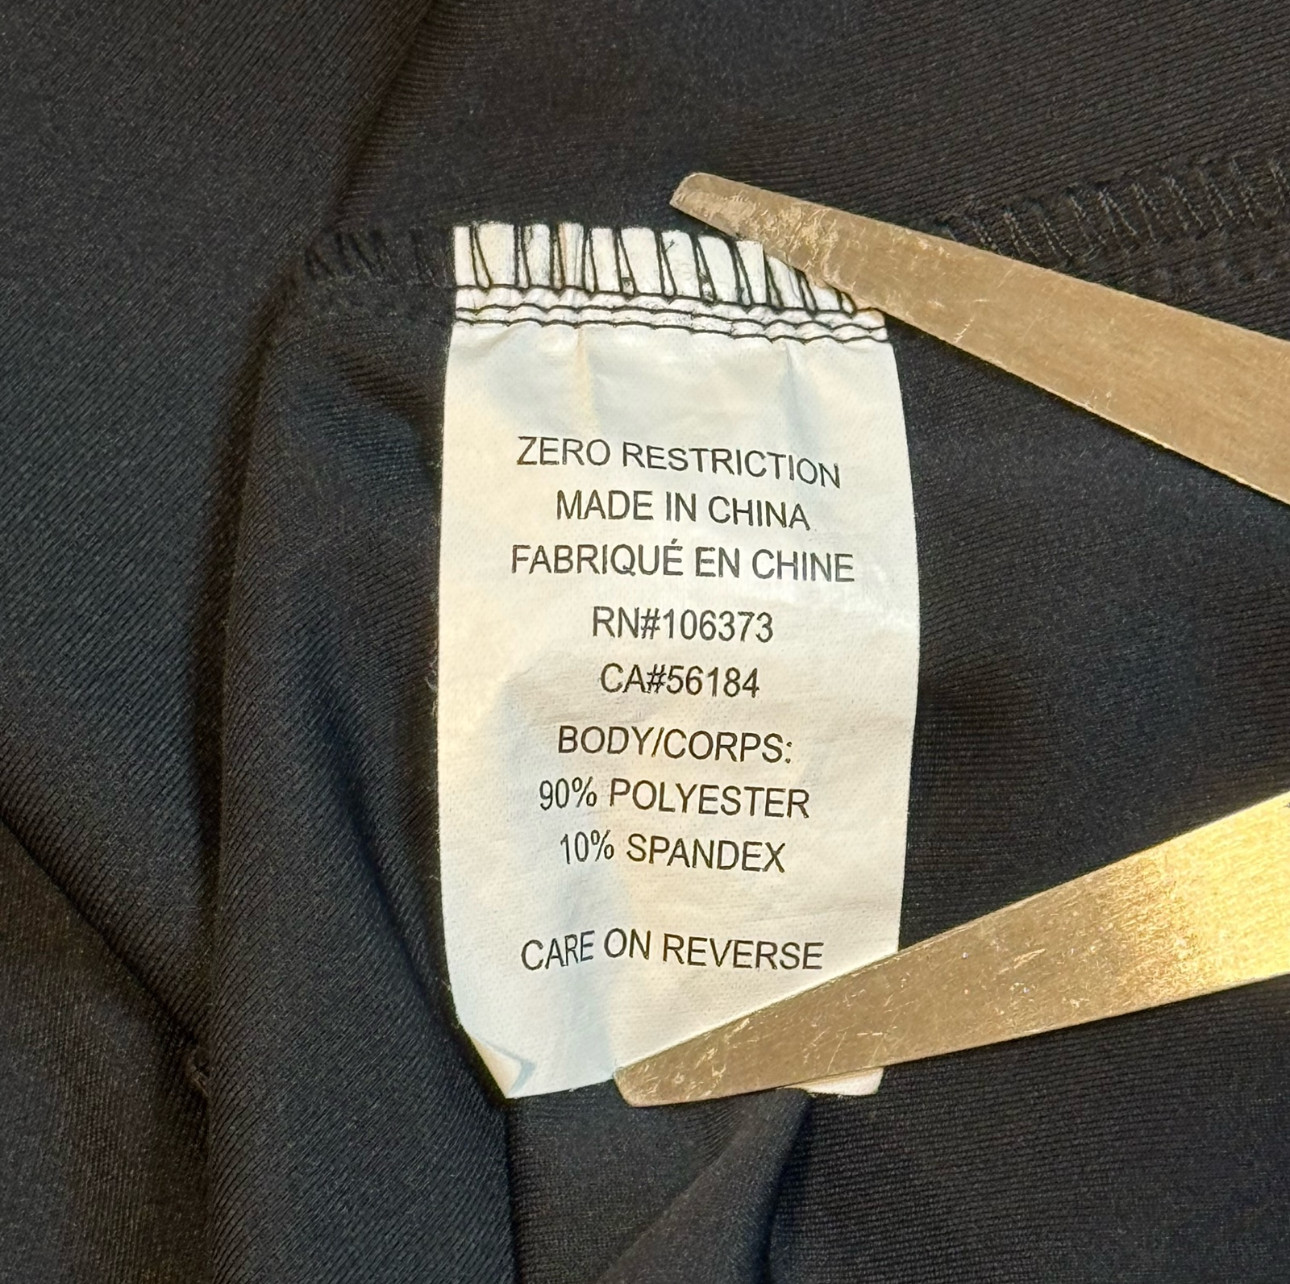 ZERO RESTRICTION
MADE IN CHINA
FABRIQUÉ EN CHINE
RN#106373
CA#56184
BODY/CORPS:
90% POLYESTER
10% SPANDEX
CARE ON REVERSE